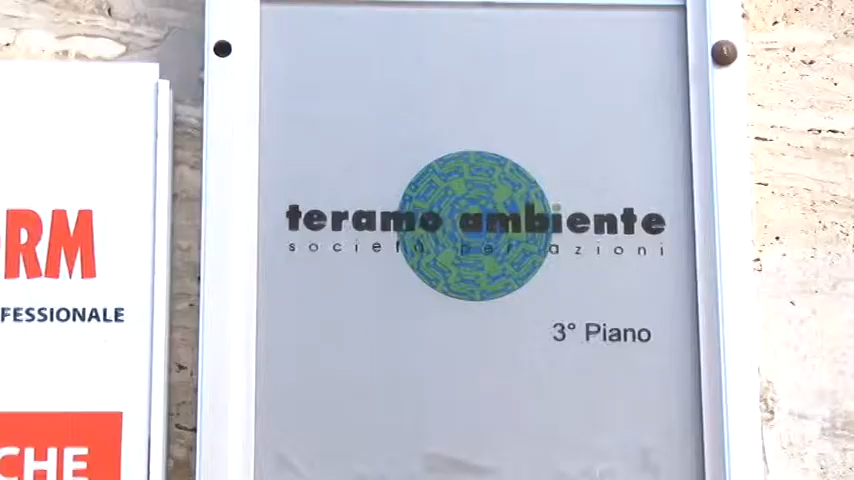 teramo ambiente
società per azioni
3° Piano
RM
FESSIONALE
CHE